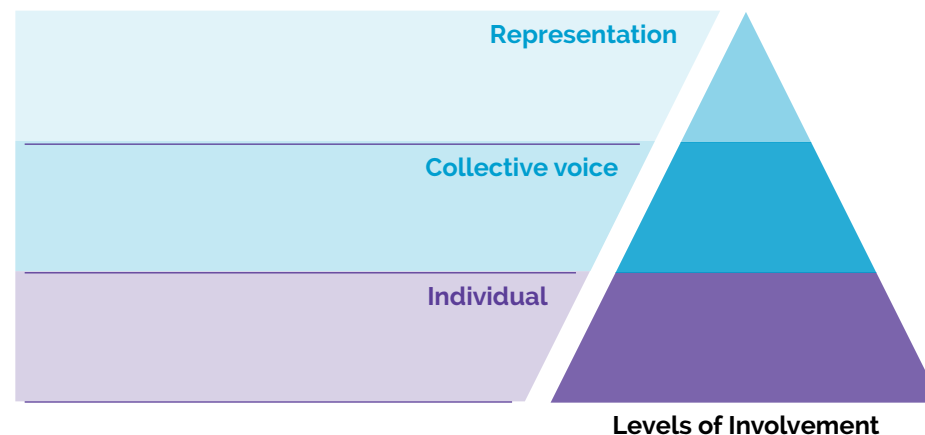 Representation
Collective voice
Individual
Levels of Involvement